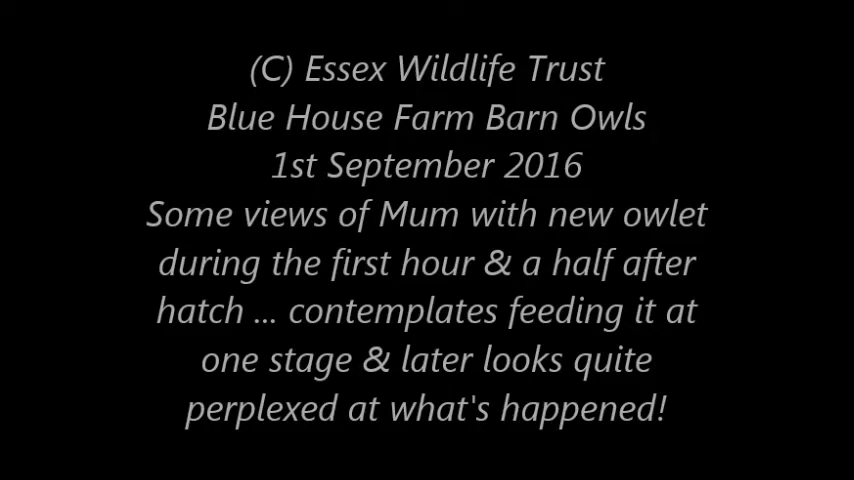 (C) Essex Wildlife Trust
Blue House Farm Barn Owls
1st September 2016
Some views of Mum with new owlet
during the first hour & a half after
hatch ... contemplates feeding it at
one stage & later looks quite
perplexed at what's happened!